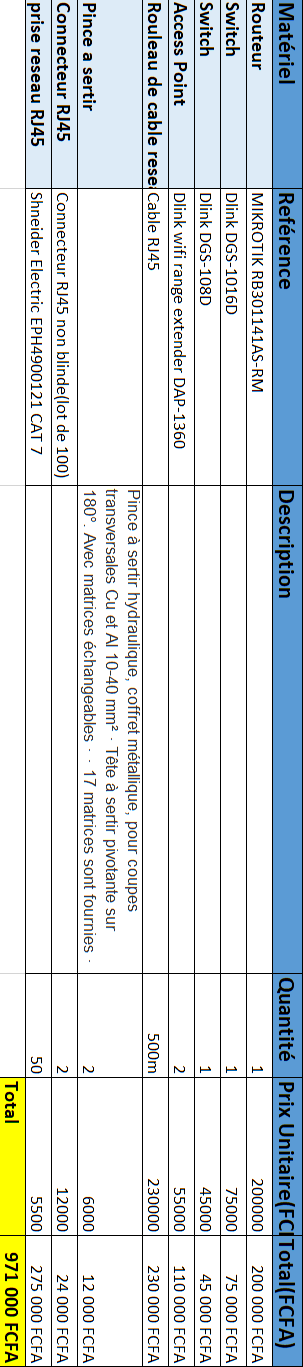 Matériel Reférence Description Quantité Prix Unitaire(FC Total(FCFA)
Routeur MIKROTIK RB301141AS-RM 1 200000 200 000 FCFA
Switch Dlink DGS-1016D 1 75000 75 000 FCFA
Switch Dlink DGS-108D 1 45000 45 000 FCFA
Access Point Dlink wifi range extender DAP-1360 2 55000 110 000 FCFA
Rouleau de cable rese Cable RJ45 500m 230000 230 000 FCFA
Pince à sertir hydraulique, coffret métallique, pour coupes
transversales Cu et Al 10-40 mm² · Tête à sertir pivotante sur
Pince a sertir 180°. Avec matrices échangeables · · 17 matrices sont fournies · 2 6000 12 000 FCFA
Connecteur RJ45 Connecteur RJ45 non blinde(lot de 100) 2 12000 24 000 FCFA
prise reseau RJ45 Shneider Electric EPH4900121 CAT 7 50 5500 275 000 FCFA
Total 971 000 FCFA